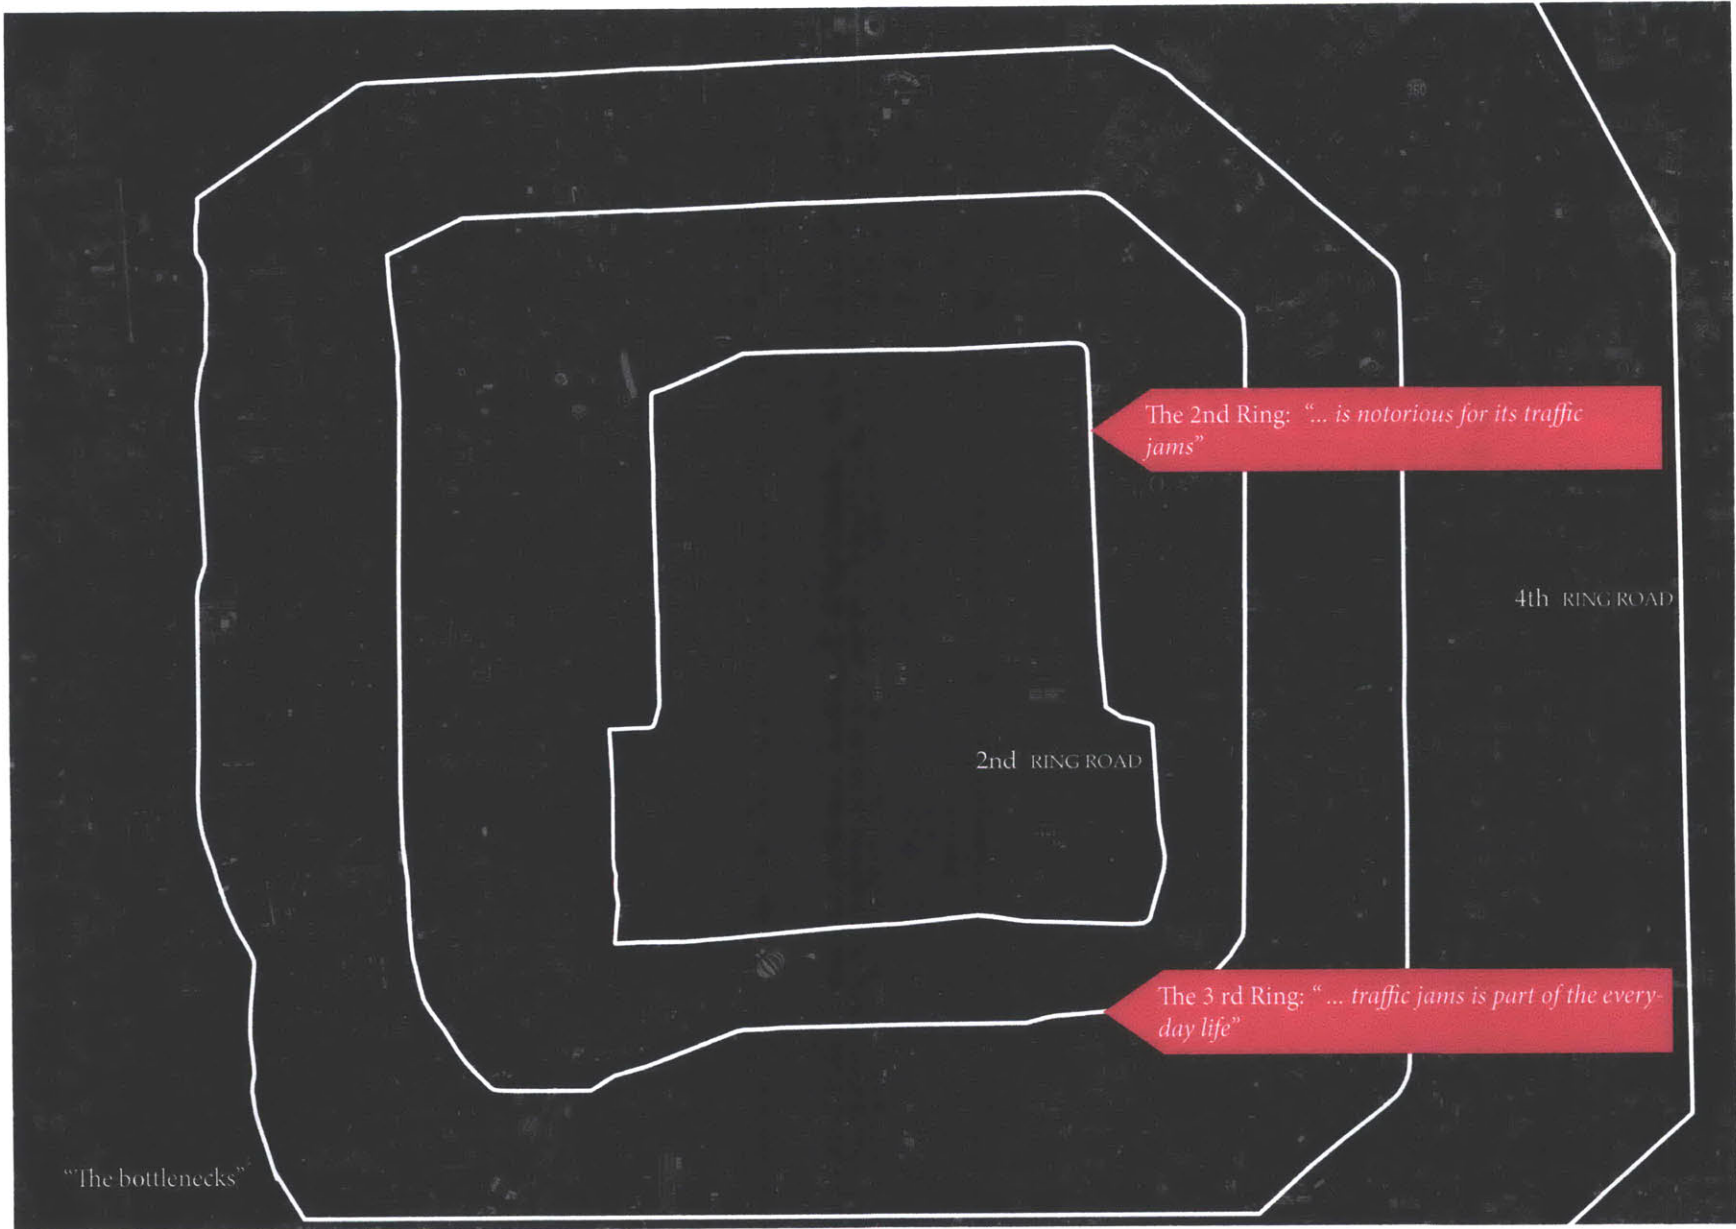 The 2nd Ring: “... is notorious for its traffic
jams”
4th RING ROAD
2nd RING ROAD
The 3 rd Ring: “ ... traffic jams is part of the every-
day life”
“The bottlenecks”